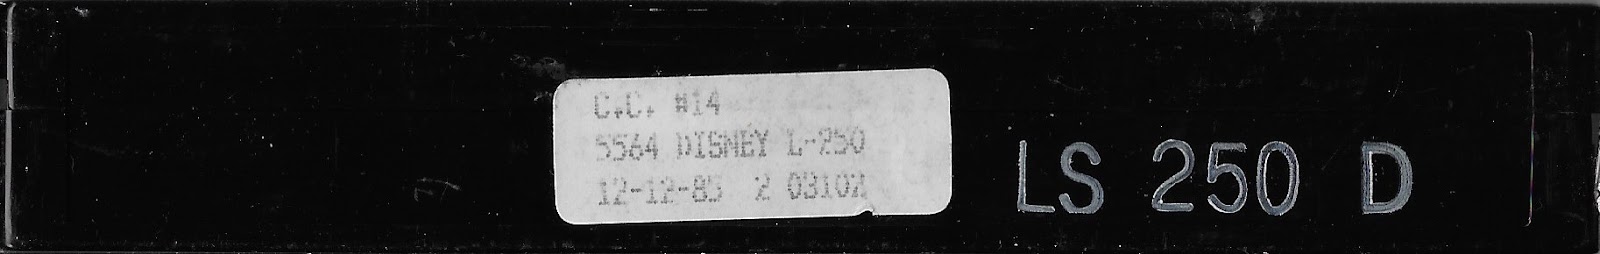 C.C. #14
5564 DISNEY L-250
12-12-85 2 03102
LS 250 D